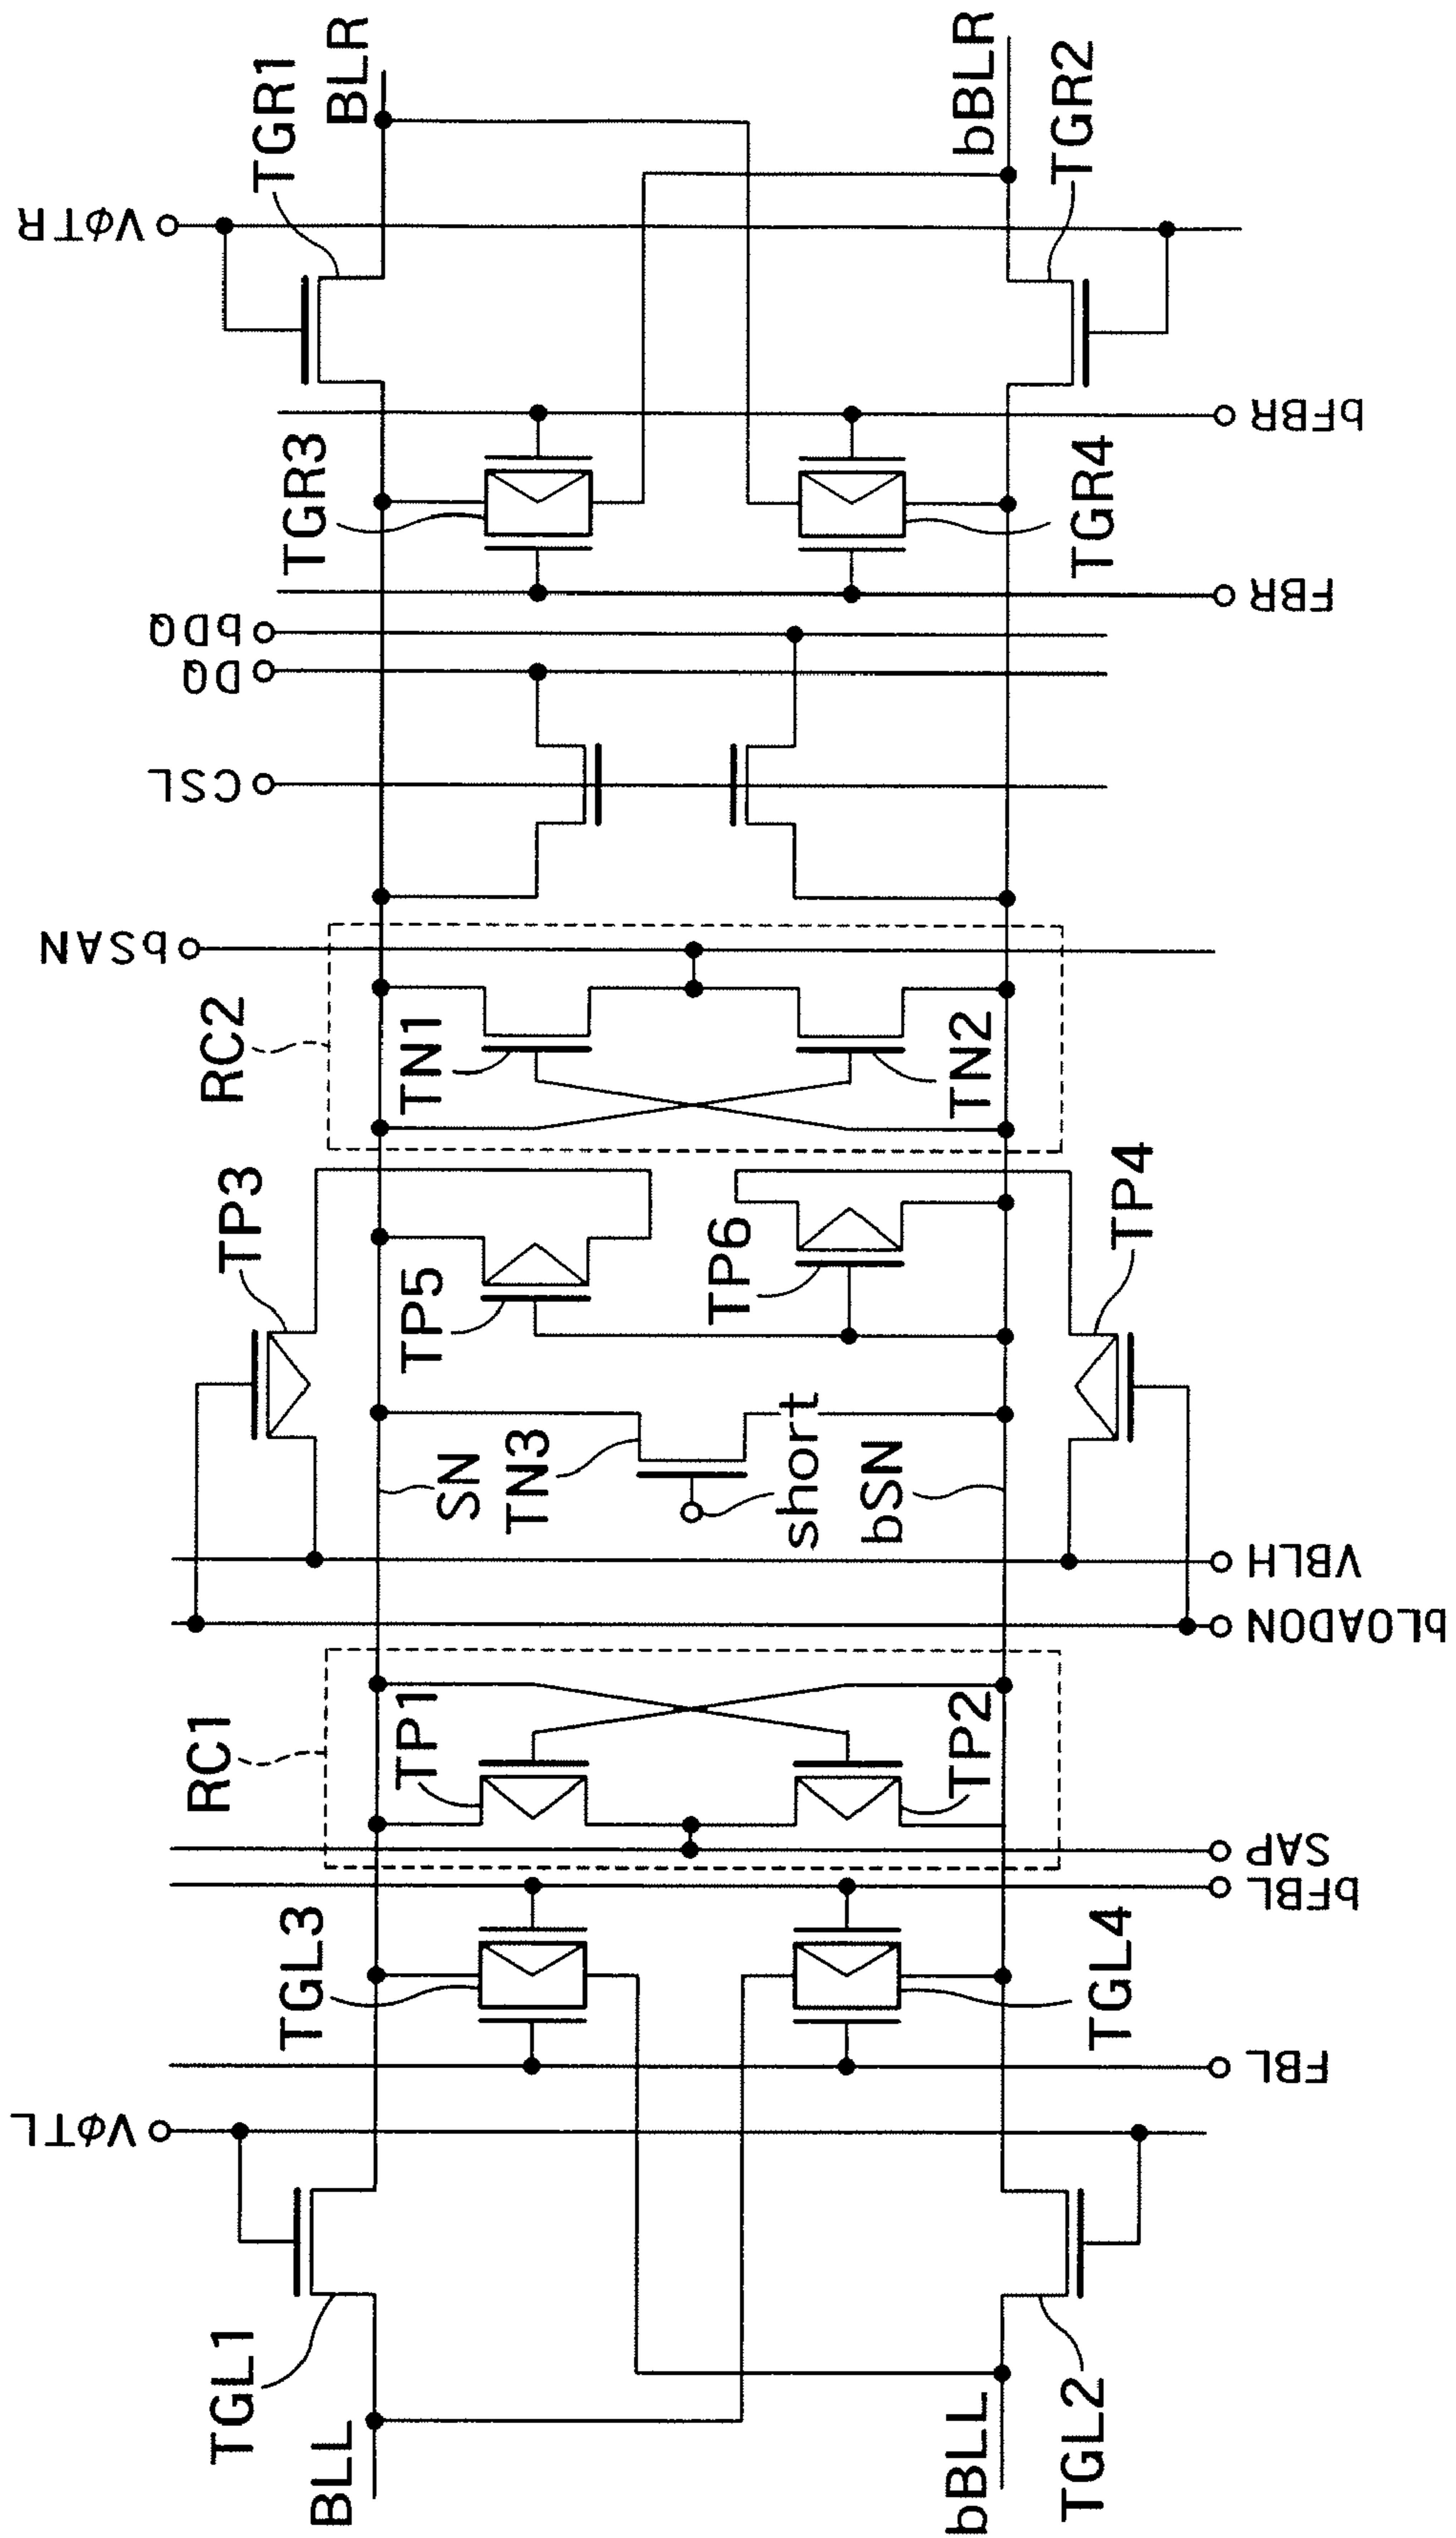 BLR
TGR1
VφTR
bBLR
TGR2
bFBR
TGR3
TGR4
FBR
bDQ
DQ
CSL
bSAN
RC2
TN1
TN2
TP3
TP5
TP6
TP4
SN
TN3
short
bSN
VBLH
bLOADON
RC1
TP1
TP2
SAP
bFBL
TGL3
TGL4
FBL
VφTL
TGL1
BLL
bBLL
TGL2